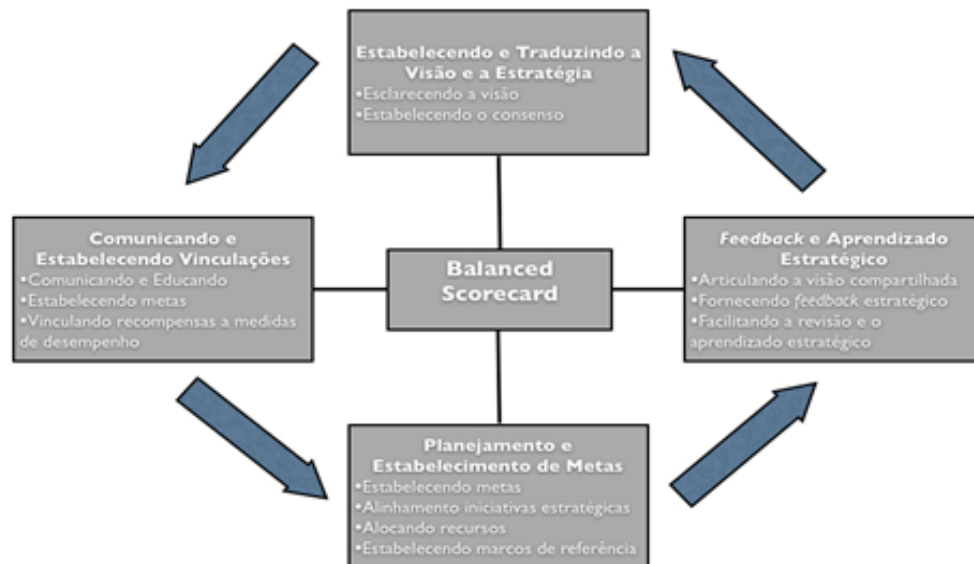 Estabelecendo e Traduzindo a
Visão e a Estratégia
•Esclarecendo a visão
•Estabelecendo o consenso
Comunicando e
Estabelecendo Vinculações
•Comunicando e Educando
•Estabelecendo metas
•Vinculando recompensas a medidas
de desempenho
Balanced
Scorecard
Feedback e Aprendizado
Estratégico
•Articulando a visão compartilhada
•Fornecendo feedback estratégico
•Facilitando a revisão e o
aprendizado estratégico
Planejamento e
Estabelecimento de Metas
•Estabelecendo metas
•Alinhamento iniciativas estratégicas
•Alocando recursos
•Estabelecendo marcos de referência